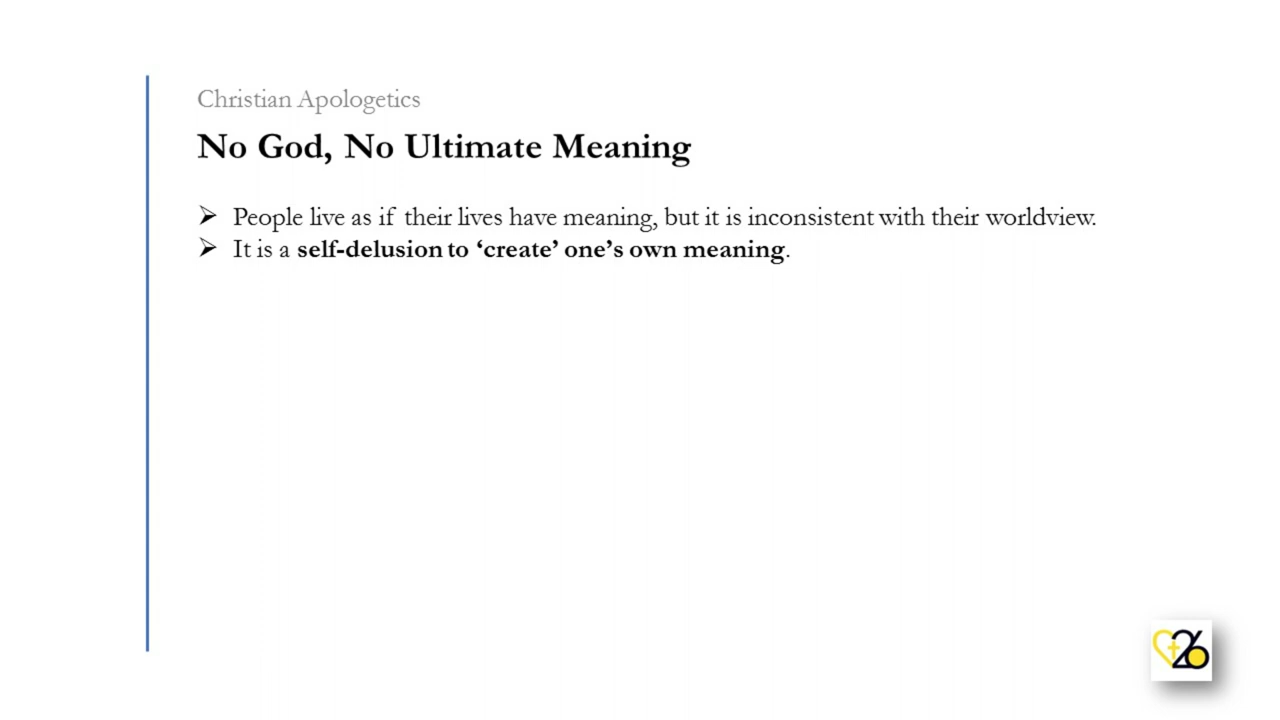 Christian Apologetics
No God, No Ultimate Meaning
➢ People live as if their lives have meaning, but it is inconsistent with their worldview.
➢ It is a self-delusion to ‘create’ one’s own meaning.
26